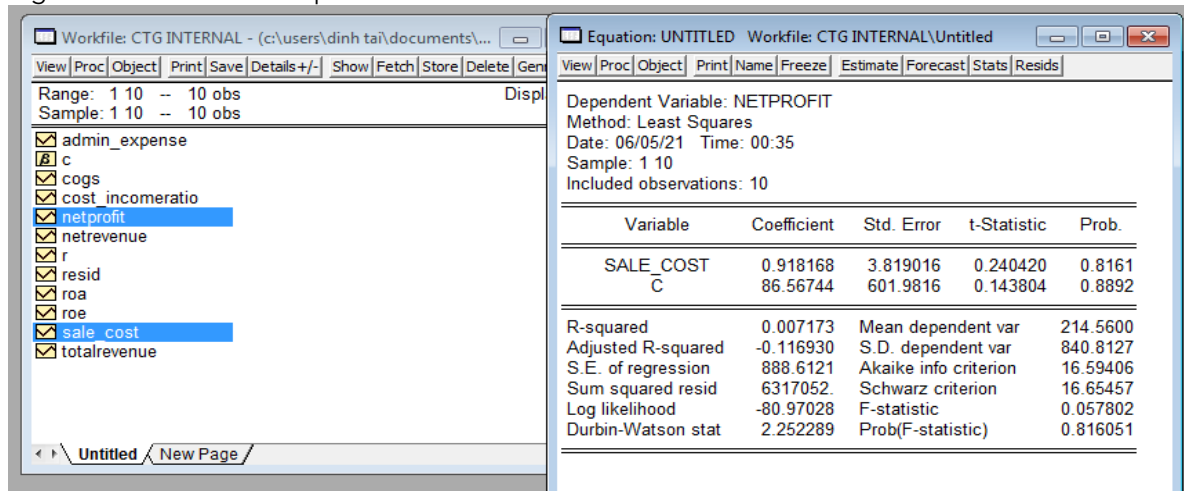 Workfile: CTG INTERNAL - (c:\users\dinh tai\documents\...
View Proc Object Print Save Details+/- Show Fetch Store Delete Genr
Range: 1 10 -- 10 obs Displ
Sample: 1 10 -- 10 obs
admin_expense
β c
cogs
cost_incomeratio
netprofit
netrevenue
r
resid
roa
roe
sale_cost
totalrevenue
Untitled New Page
Equation: UNTITLED Workfile: CTG INTERNAL\Untitled
View Proc Object Print Name Freeze Estimate Forecast Stats Resids
Dependent Variable: NETPROFIT
Method: Least Squares
Date: 06/05/21 Time: 00:35
Sample: 1 10
Included observations: 10
Variable Coefficient Std. Error t-Statistic Prob.
SALE_COST 0.918168 3.819016 0.240420 0.8161
C 86.56744 601.9816 0.143804 0.8892
R-squared 0.007173 Mean dependent var 214.5600
Adjusted R-squared -0.116930 S.D. dependent var 840.8127
S.E. of regression 888.6121 Akaike info criterion 16.59406
Sum squared resid 6317052. Schwarz criterion 16.65457
Log likelihood -80.97028 F-statistic 0.057802
Durbin-Watson stat 2.252289 Prob(F-statistic) 0.816051